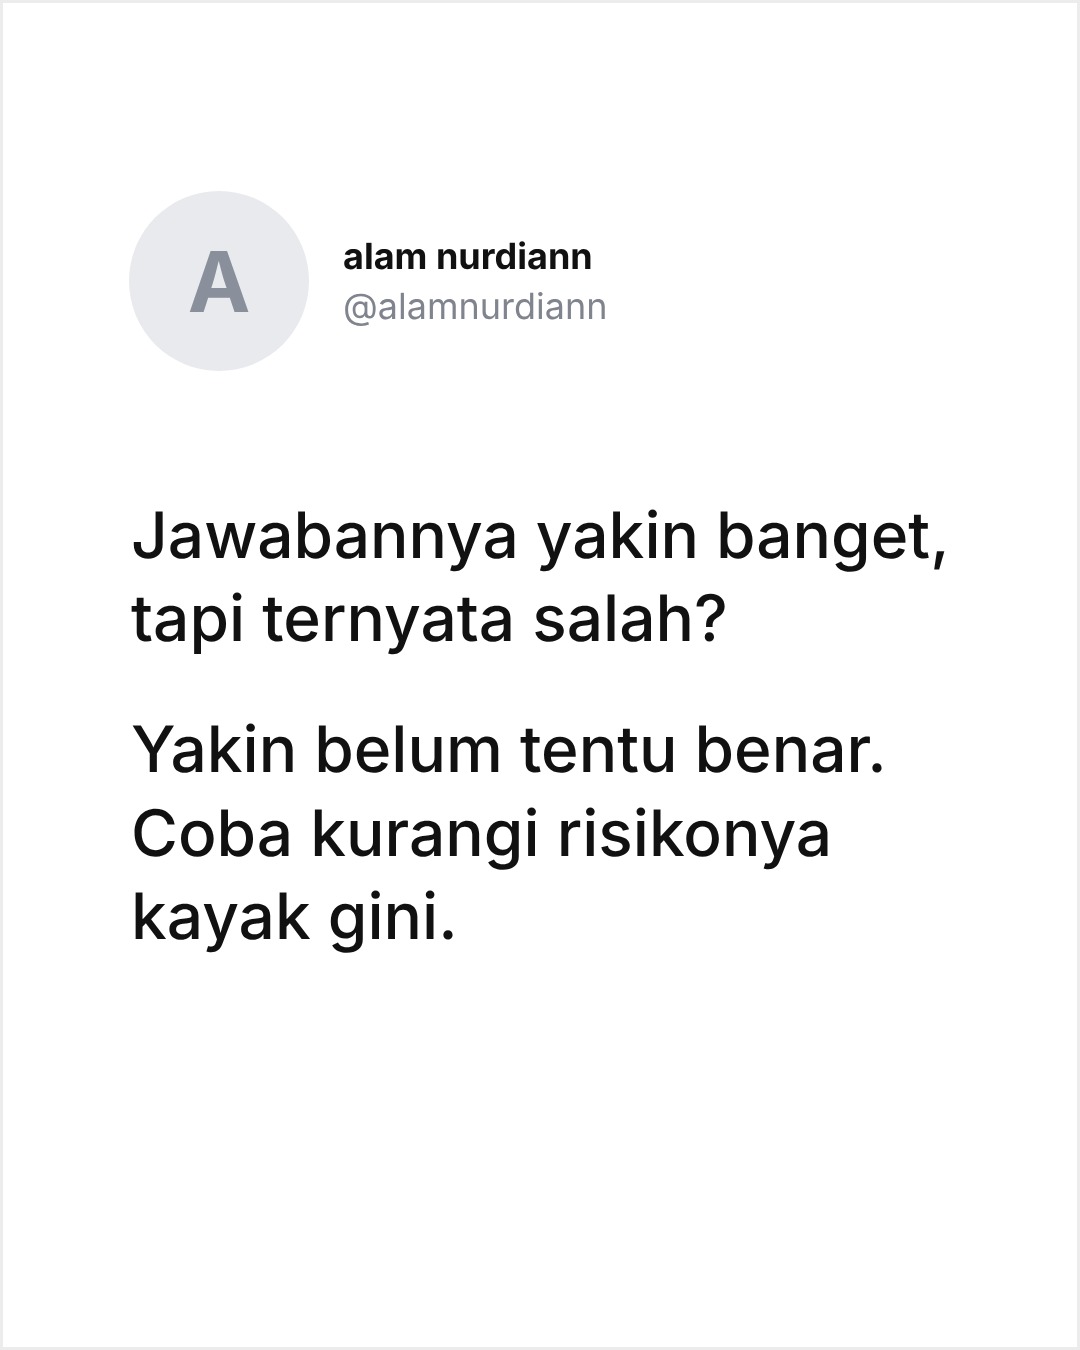 A
alam nurdiann
@alamnurdiann
Jawabannya yakin banget,
tapi ternyata salah?
Yakin belum tentu benar.
Coba kurangi risikonya
kayak gini.